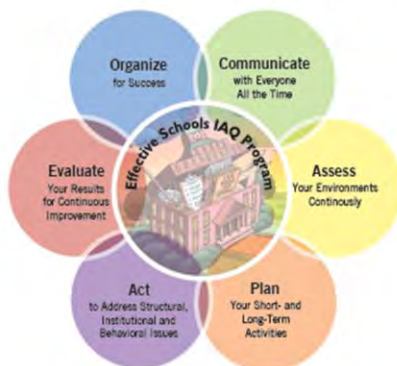 Organize
for Success
Communicate
with Everyone
All the Time
Effective Schools IAQ Program
Evaluate
Your Results
for Continuous
Improvement
Assess
Your Environments
Continously
Act
to Address Structural,
Institutional and
Behavioral Issues
Plan
Your Short- and
Long-Term
Activities